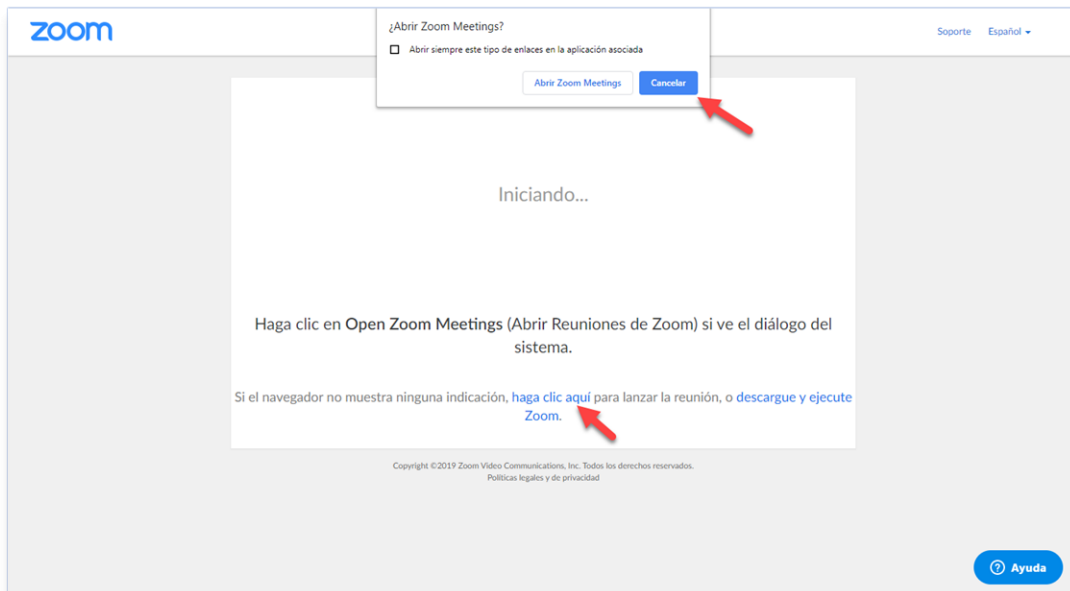 zoom
Soporte Español
¿Abrir Zoom Meetings?
Abrir siempre este tipo de enlaces en la aplicación asociada
Abrir Zoom Meetings Cancelar
Iniciando...
Haga clic en Open Zoom Meetings (Abrir Reuniones de Zoom) si ve el diálogo del
sistema.
Si el navegador no muestra ninguna indicación, haga clic aquí para lanzar la reunión, o descargue y ejecute
Zoom.
Copyright ©2019 Zoom Video Communications, Inc. Todos los derechos reservados.
Políticas legales y de privacidad
Ayuda